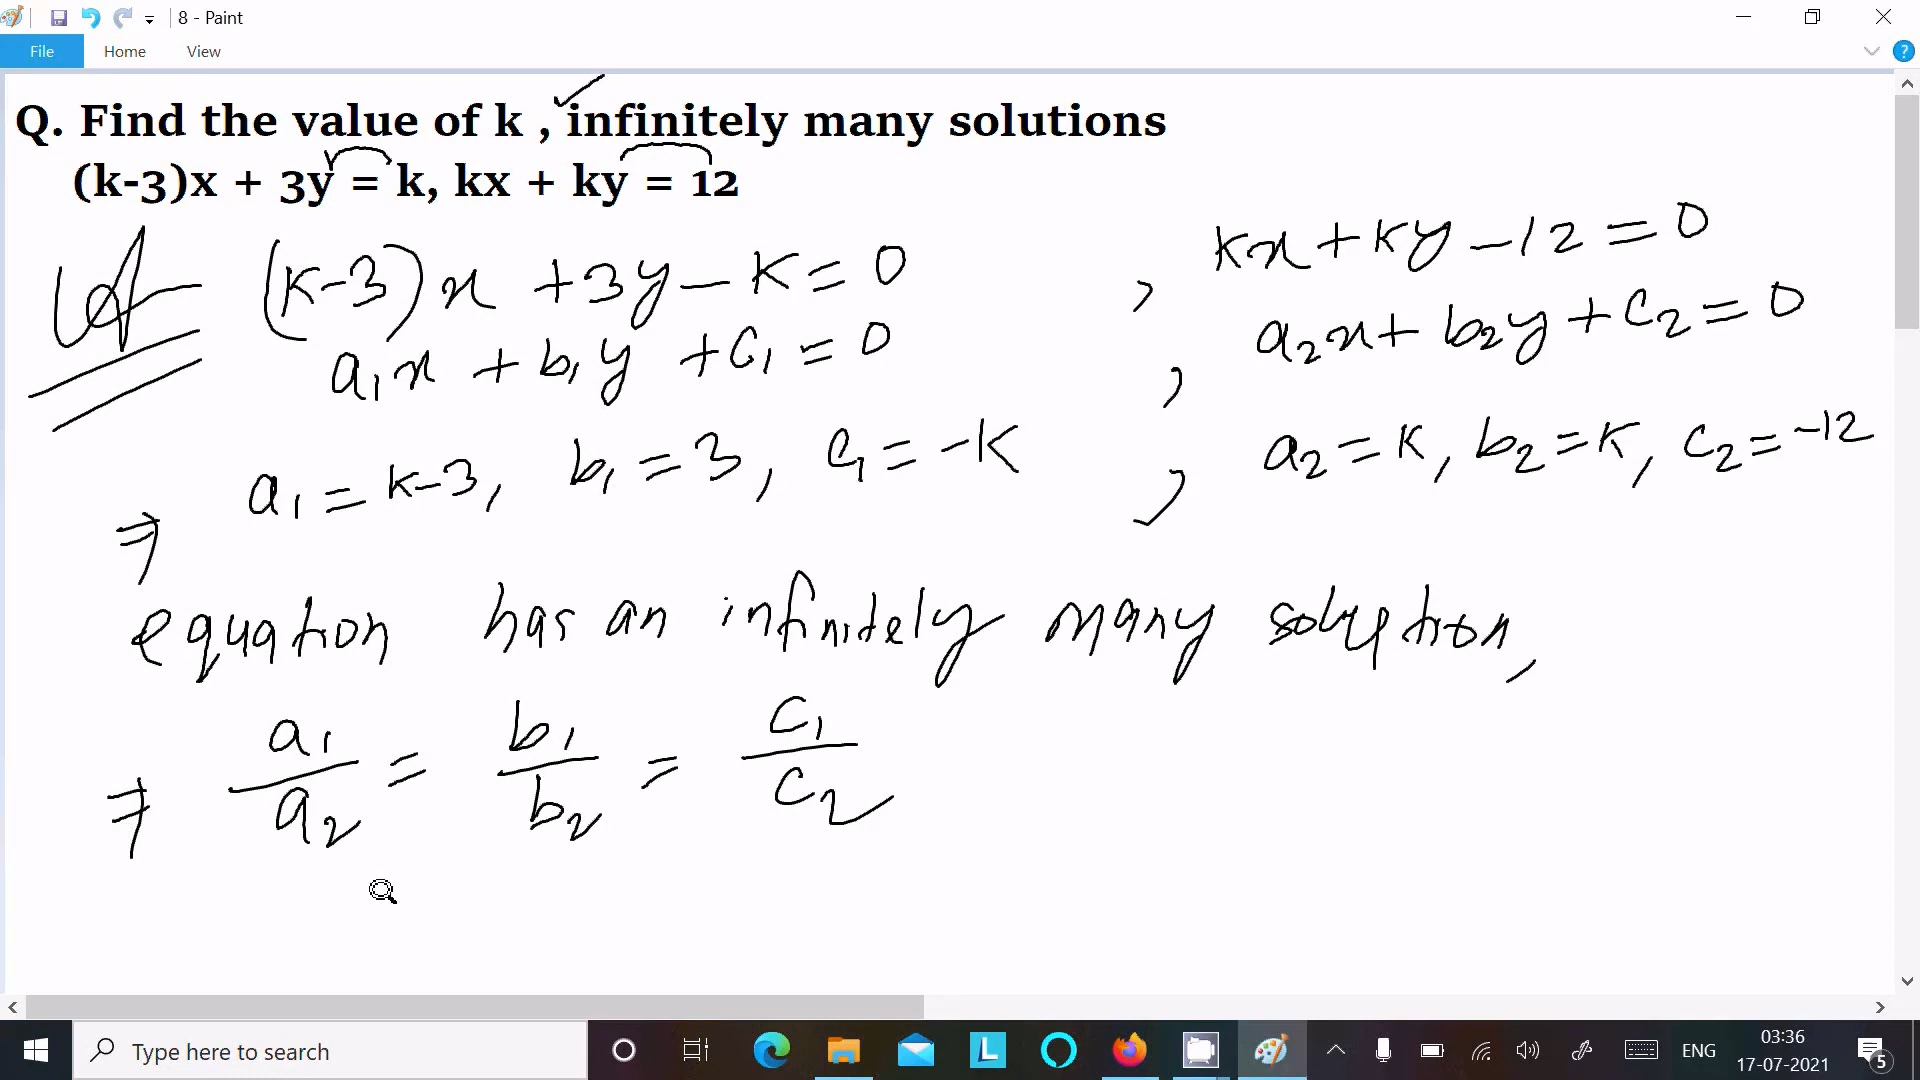 8 - Paint
File Home View
Q. Find the value of k , infinitely many solutions
(k-3)x + 3y = k, kx + ky = 12
(k-3)x + 3y - k = 0 , kx + ky - 12 = 0
a₁x + b₁y + c₁ = 0 , a₂x + b₂y + c₂ = 0
⇒ a₁ = k-3, b₁ = 3, c₁ = -k , a₂ = k, b₂ = k, c₂ = -12
equation has an infinitely many solution,
⇒ a₁/a₂ = b₁/b₂ = c₁/c₂
Type here to search
ENG
03:36
17-07-2021
5